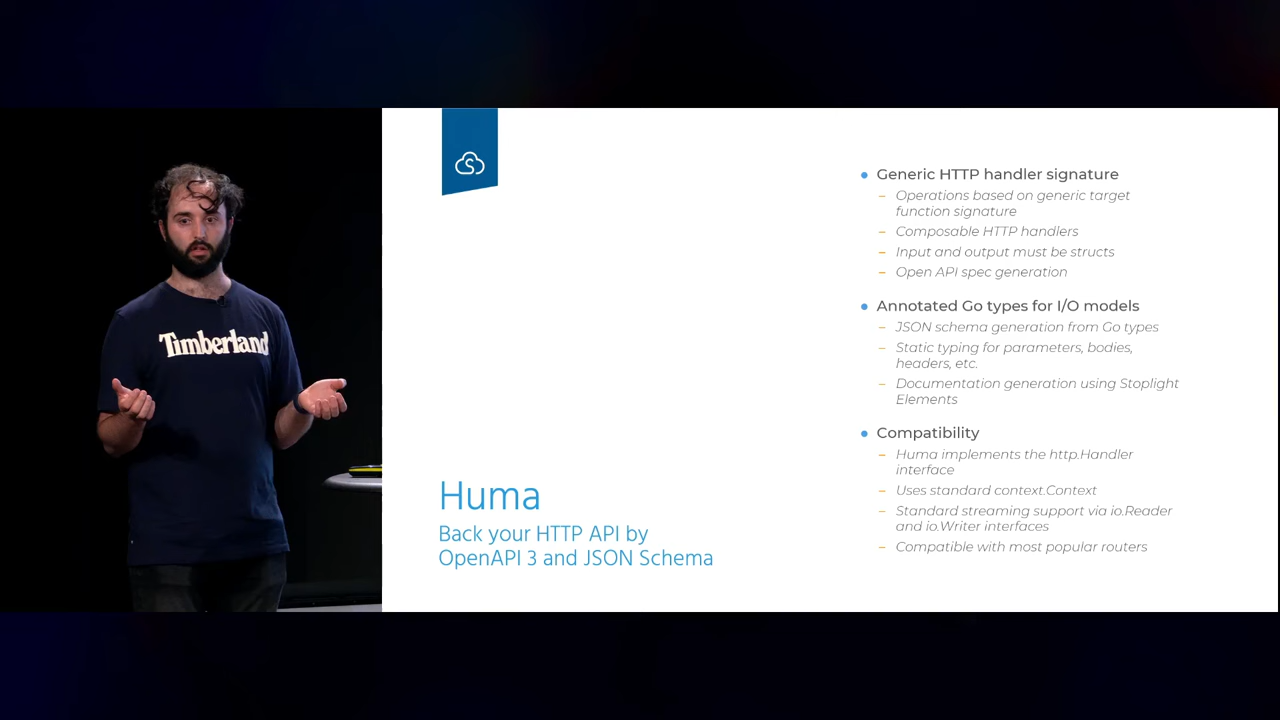 Timberland
Huma
Back your HTTP API by
OpenAPI 3 and JSON Schema
Generic HTTP handler signature
Operations based on generic target
function signature
Composable HTTP handlers
Input and output must be structs
Open API spec generation
Annotated Go types for I/O models
JSON schema generation from Go types
Static typing for parameters, bodies,
headers, etc.
Documentation generation using Stoplight
Elements
Compatibility
Huma implements the http.Handler
interface
Uses standard context.Context
Standard streaming support via io.Reader
and io.Writer interfaces
Compatible with most popular routers